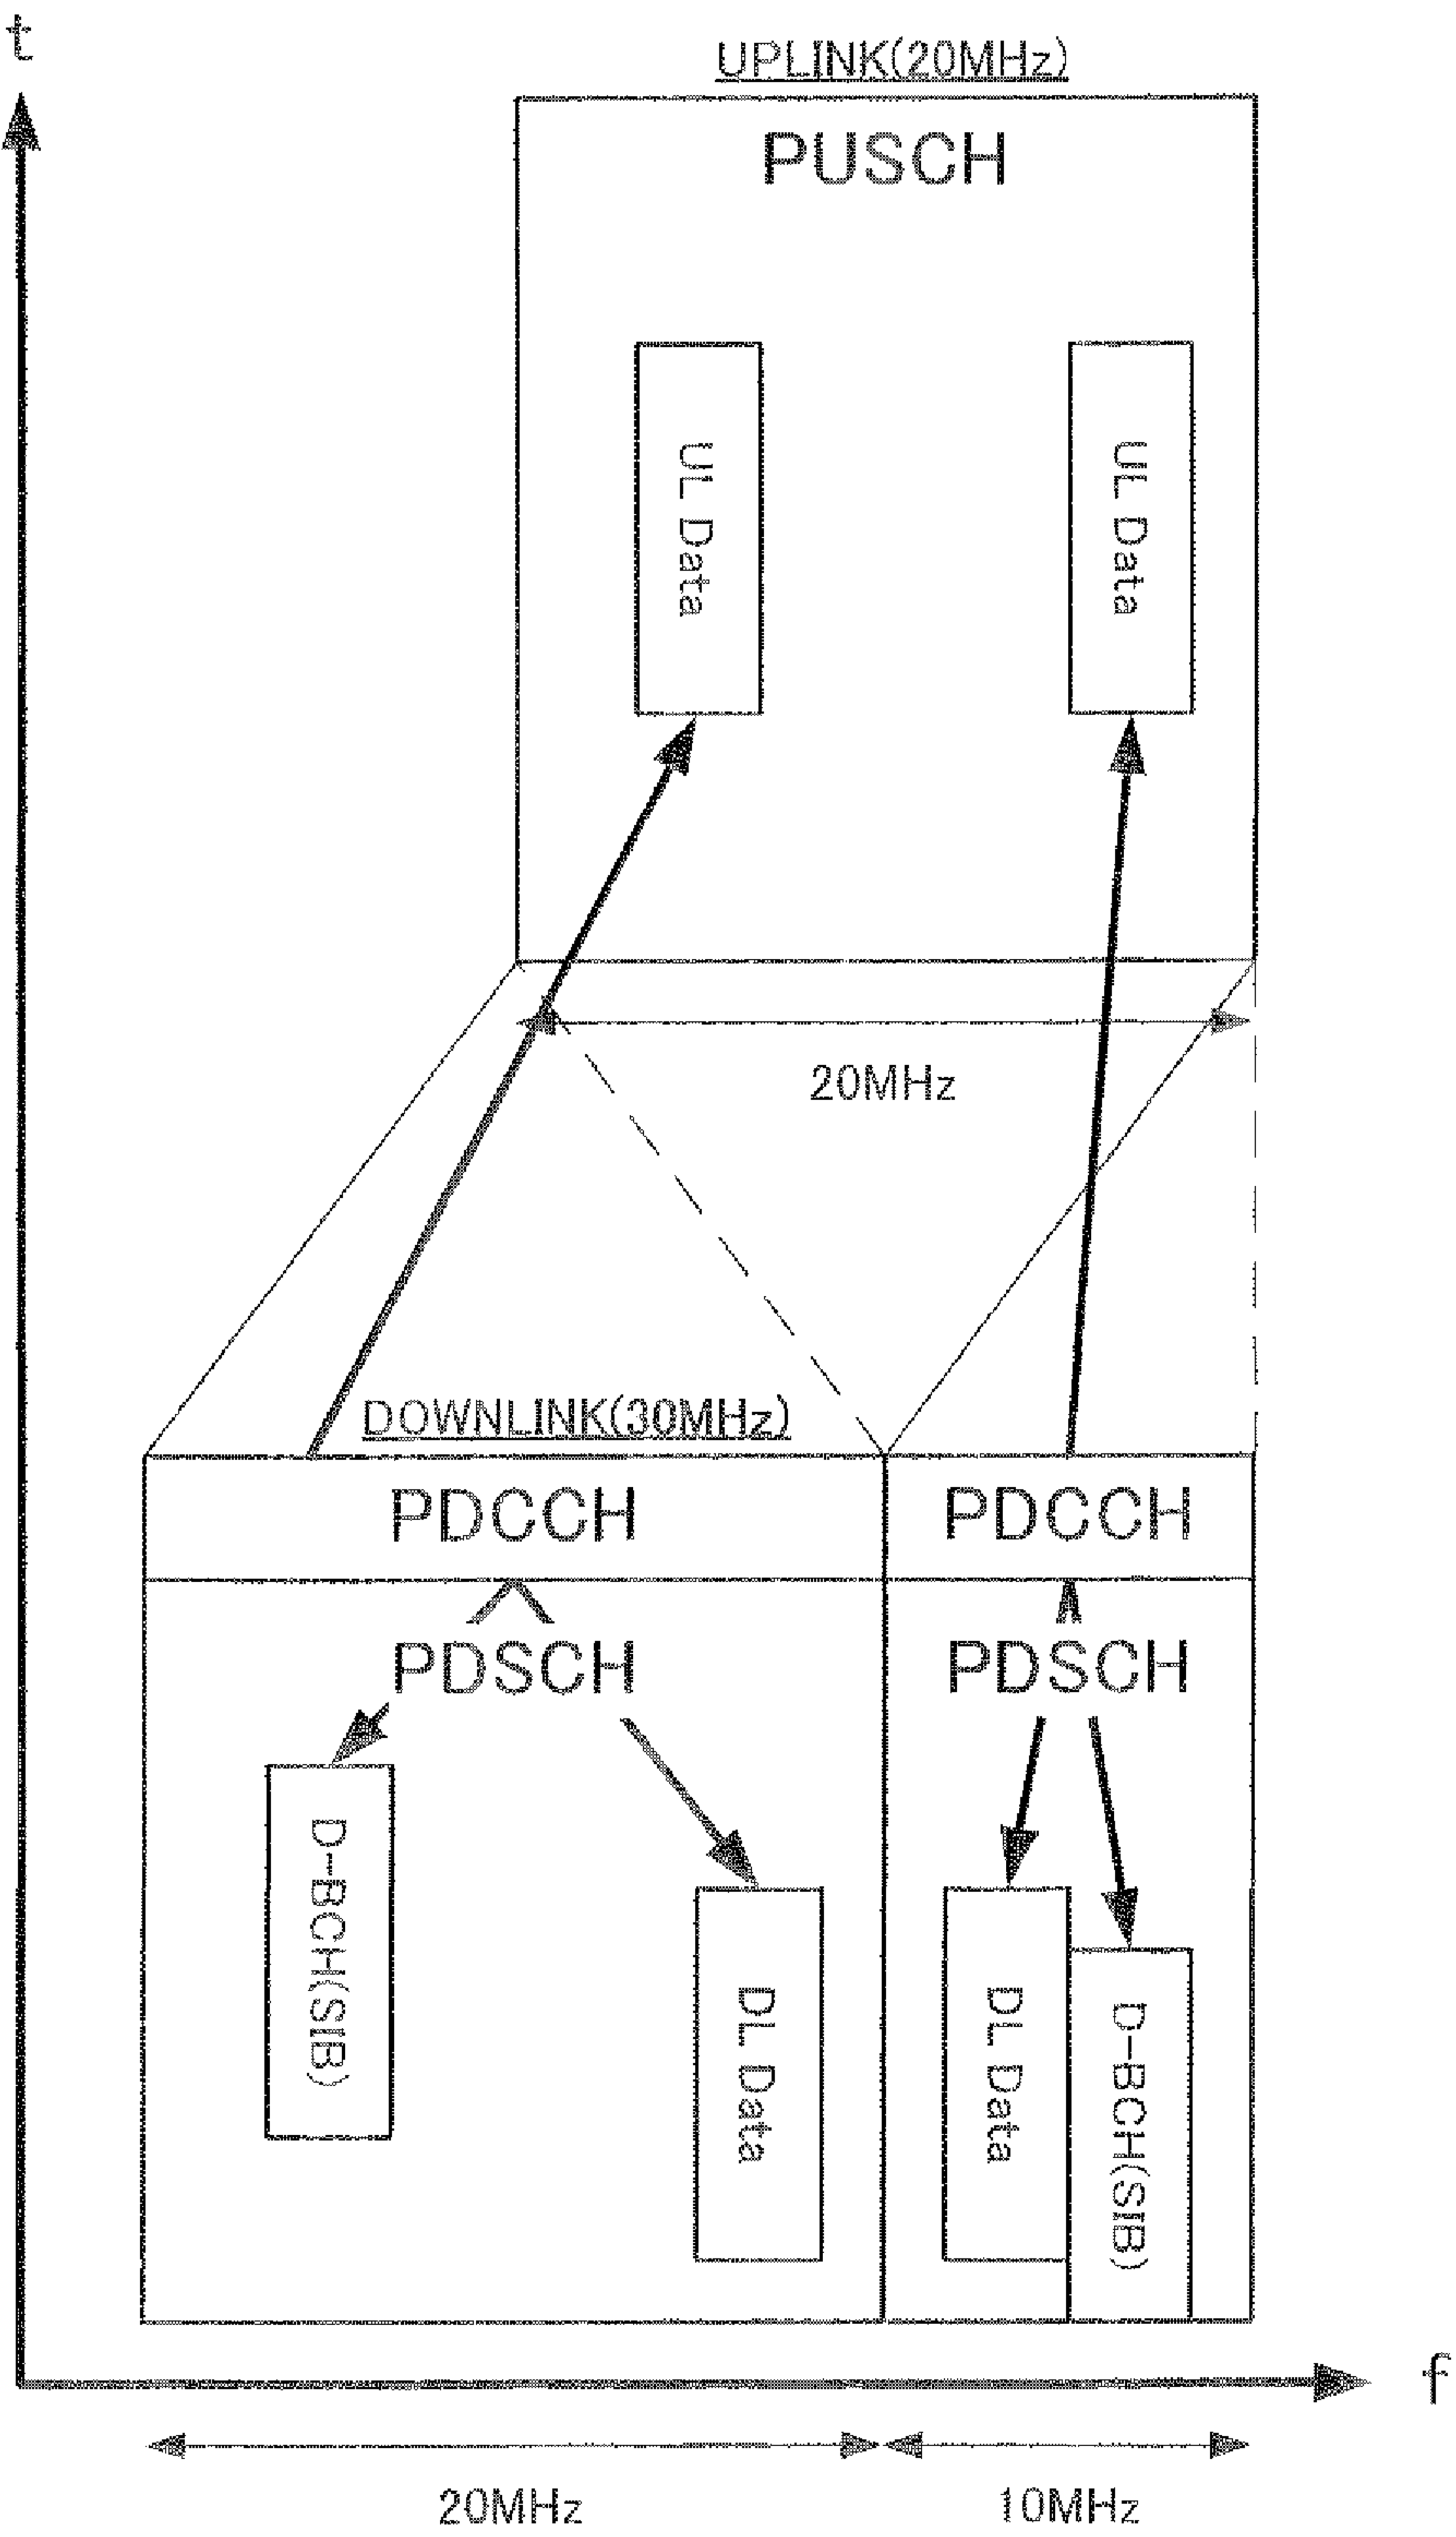 t
UPLINK(20MHz)
PUSCH
UL Data
UL Data
20MHz
DOWNLINK(30MHz)
PDCCH
PDCCH
PDSCH
PDSCH
D-BCH(SIB)
DL Data
DL Data
D-BCH(SIB)
f
20MHz
10MHz